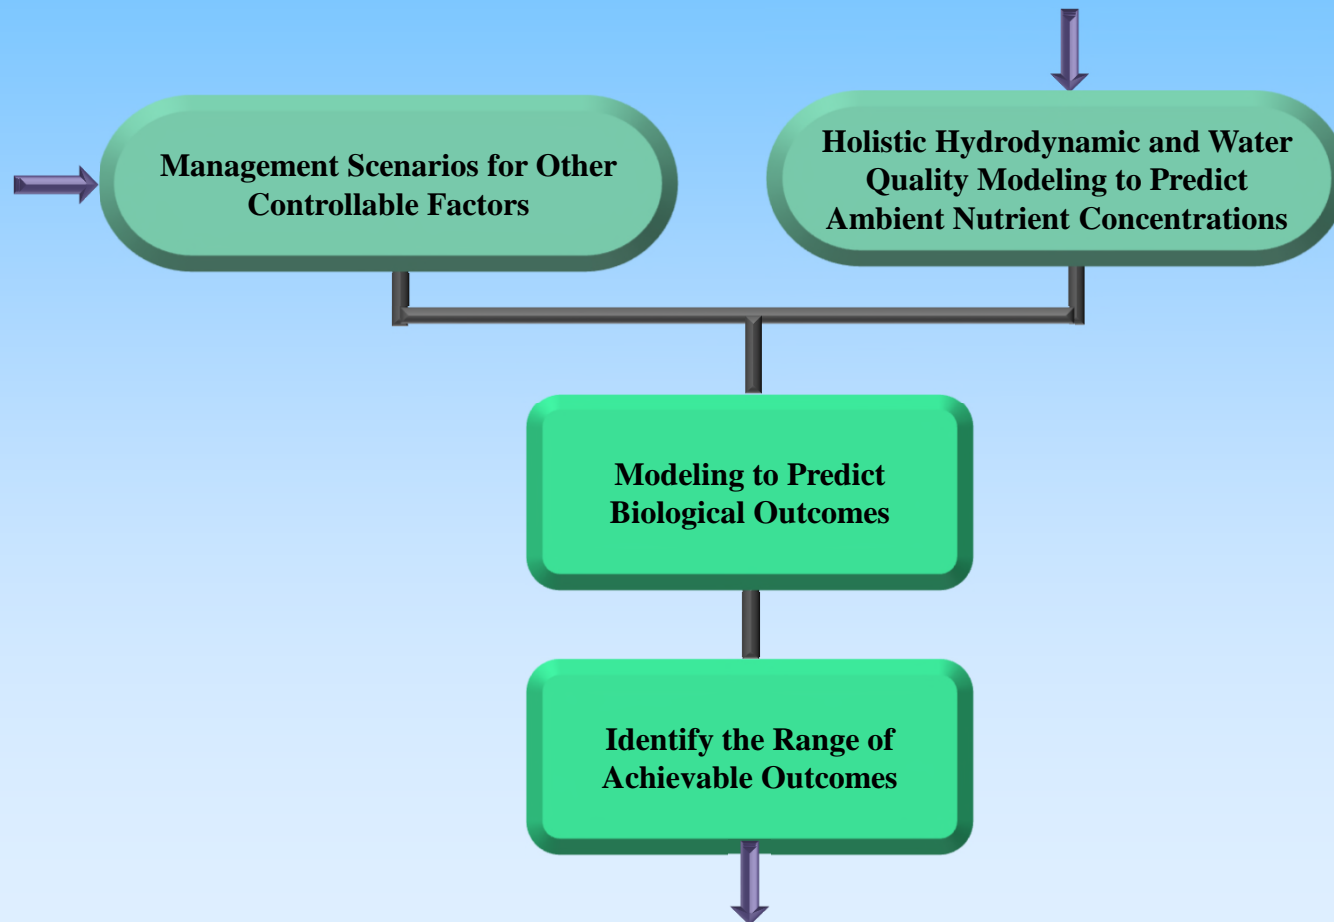 Management Scenarios for Other
Controllable Factors
Holistic Hydrodynamic and Water
Quality Modeling to Predict
Ambient Nutrient Concentrations
Modeling to Predict
Biological Outcomes
Identify the Range of
Achievable Outcomes